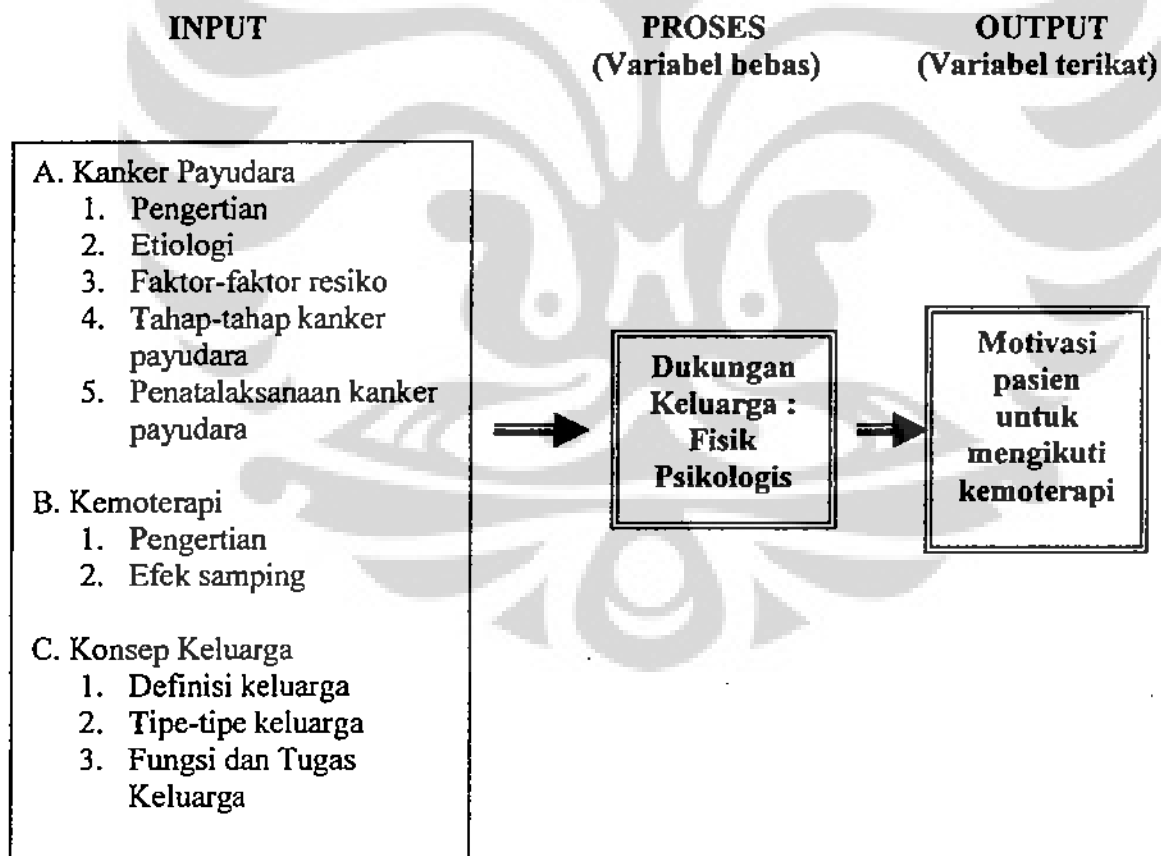 INPUT
PROSES
(Variabel bebas)
OUTPUT
(Variabel terikat)
A. Kanker Payudara
1. Pengertian
2. Etiologi
3. Faktor-faktor resiko
4. Tahap-tahap kanker
payudara
5. Penatalaksanaan kanker
payudara
B. Kemoterapi
1. Pengertian
2. Efek samping
C. Konsep Keluarga
1. Definisi keluarga
2. Tipe-tipe keluarga
3. Fungsi dan Tugas
Keluarga
Dukungan
Keluarga :
Fisik
Psikologis
Motivasi
pasien
untuk
mengikuti
kemoterapi